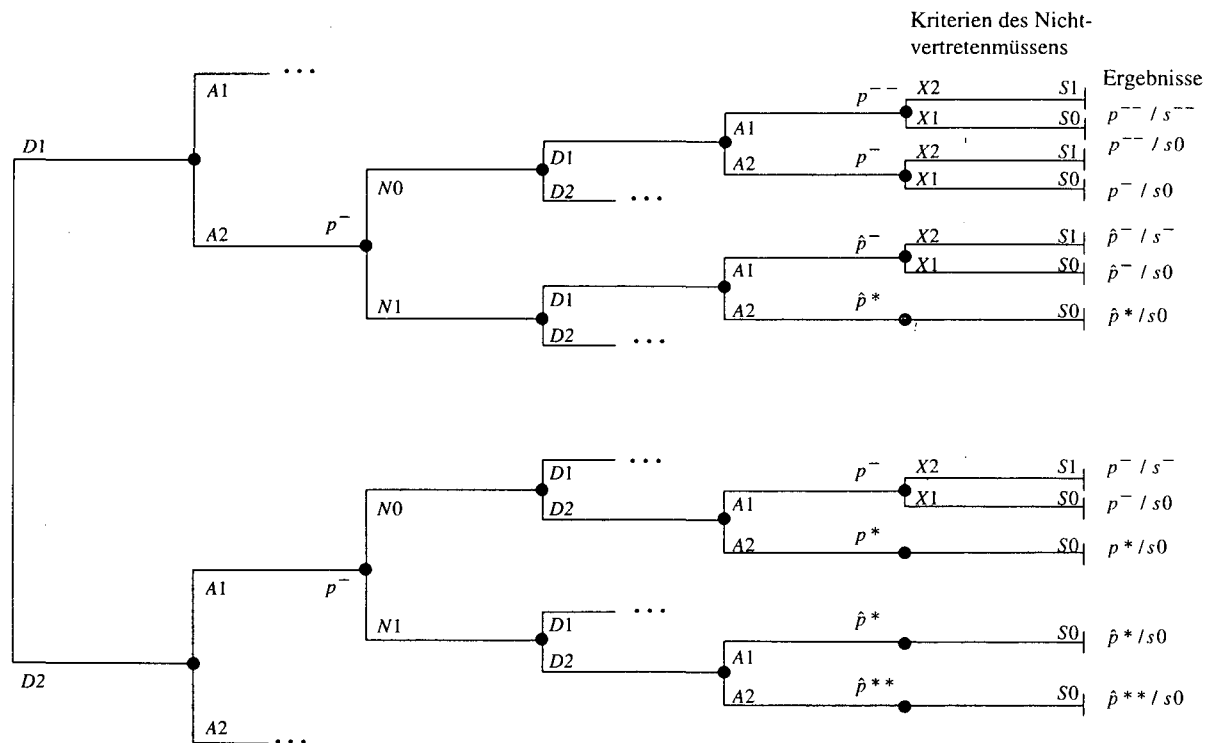 Kriterien des Nicht-
vertretenmüssens
Ergebnisse
A1 ...
D1
A2
p⁻
N0
N1
D1
D2 ...
A1
A2
p⁻⁻
X2 S1
X1 S0
p⁻⁻ / s⁻⁻
p⁻⁻ / s0
p⁻
X2 S1
X1 S0
p⁻ / s0
D1
D2 ...
A1
A2
p̂⁻
X2 S1
X1 S0
p̂⁻ / s⁻
p̂⁻ / s0
p̂*
S0
p̂* / s0
D2
A1
A2 ...
p⁻
N0
N1
D1 ...
D2
A1
A2
p⁻
X2 S1
X1 S0
p⁻ / s⁻
p⁻ / s0
p*
S0
p* / s0
D1 ...
D2
A1
A2
p̂*
S0
p̂* / s0
p̂**
S0
p̂** / s0